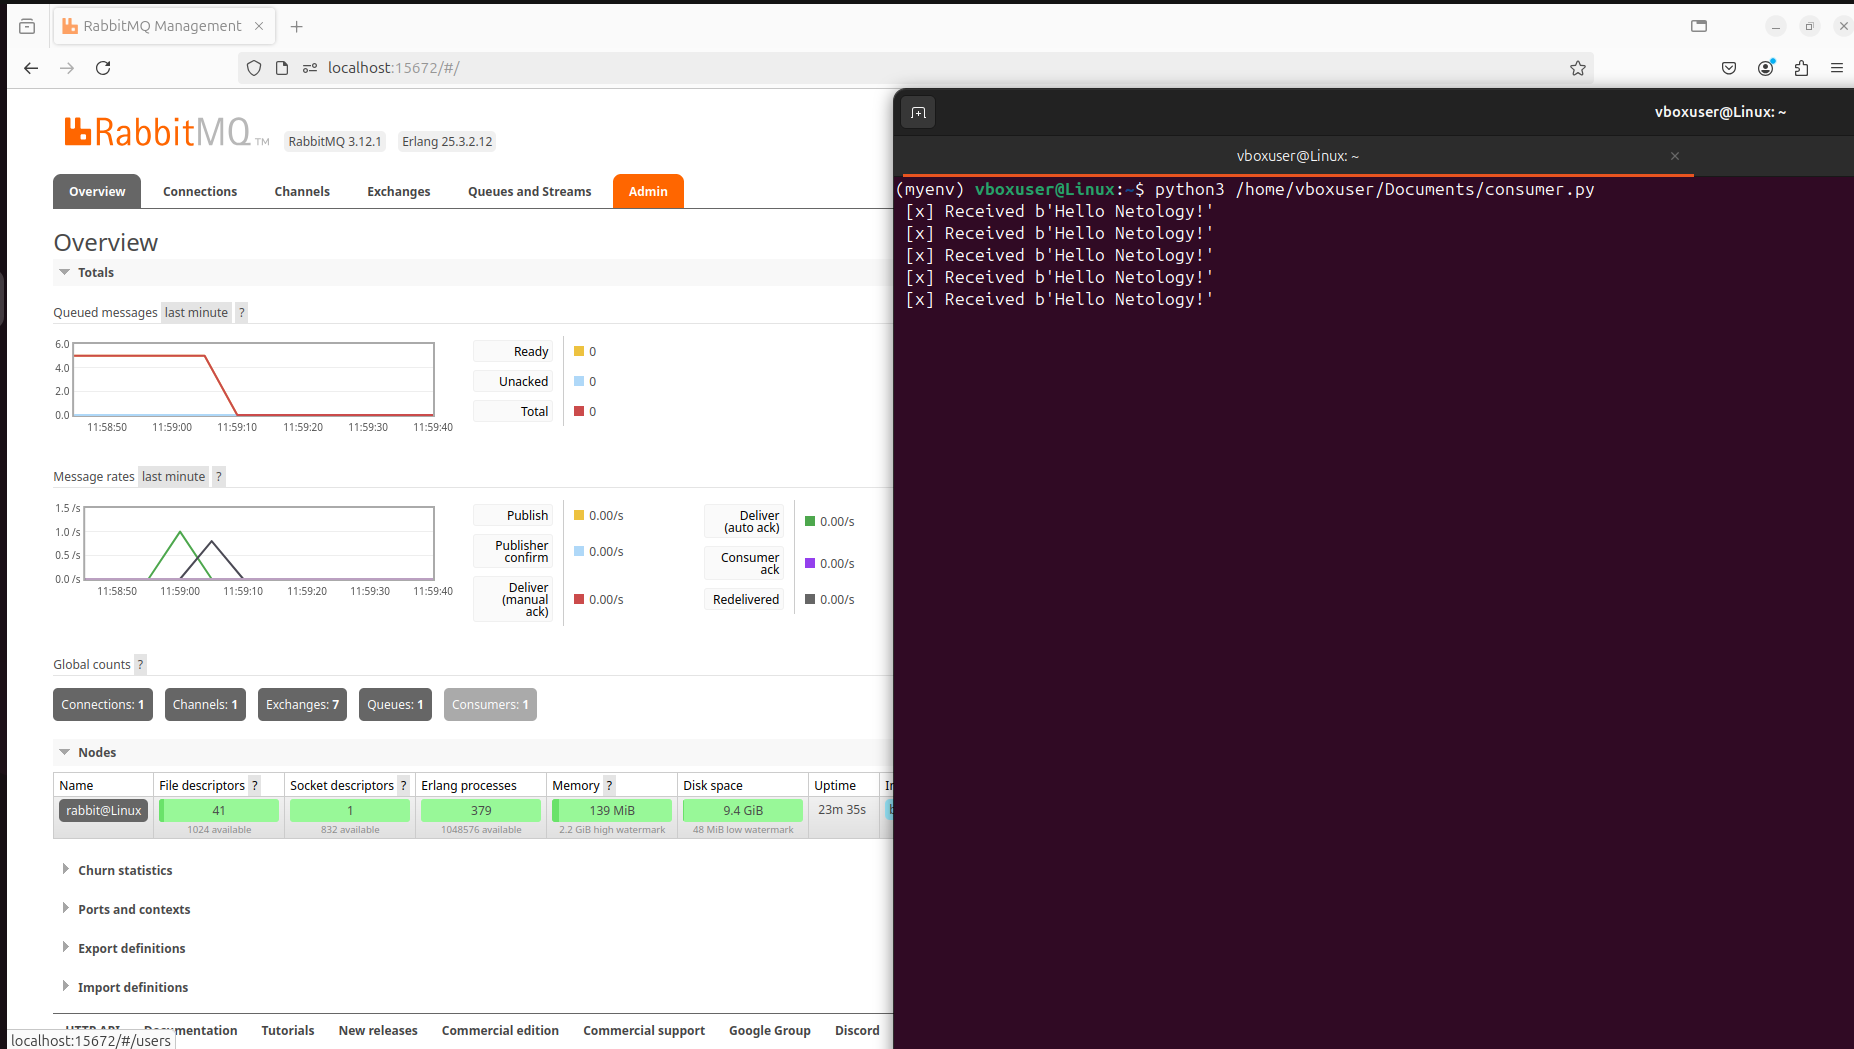 RabbitMQ Management
localhost:15672/#/
RabbitMQ TM
RabbitMQ 3.12.1
Erlang 25.3.2.12
Overview
Connections
Channels
Exchanges
Queues and Streams
Admin
Overview
Totals
Queued messages last minute ?
6.0
4.0
2.0
0.0
11:58:50 11:59:00 11:59:10 11:59:20 11:59:30 11:59:40
Ready 0
Unacked 0
Total 0
Message rates last minute ?
1.5 /s
1.0 /s
0.5 /s
0.0 /s
11:58:50 11:59:00 11:59:10 11:59:20 11:59:30 11:59:40
Publish 0.00/s
Publisher confirm 0.00/s
Deliver (manual ack) 0.00/s
Deliver (auto ack) 0.00/s
Consumer ack 0.00/s
Redelivered 0.00/s
Global counts ?
Connections: 1
Channels: 1
Exchanges: 7
Queues: 1
Consumers: 1
Nodes
Name File descriptors ? Socket descriptors ? Erlang processes Memory ? Disk space Uptime
rabbit@Linux 41 1 379 139 MiB 9.4 GiB 23m 35s
1024 available 832 available 1048576 available 2.2 GiB high watermark 48 MiB low watermark
Churn statistics
Ports and contexts
Export definitions
Import definitions
HTTP API Documentation Tutorials New releases Commercial edition Commercial support Google Group Discord
localhost:15672/#/users
vboxuser@Linux: ~
vboxuser@Linux: ~
(myenv) vboxuser@Linux:~$ python3 /home/vboxuser/Documents/consumer.py
[x] Received b'Hello Netology!'
[x] Received b'Hello Netology!'
[x] Received b'Hello Netology!'
[x] Received b'Hello Netology!'
[x] Received b'Hello Netology!'